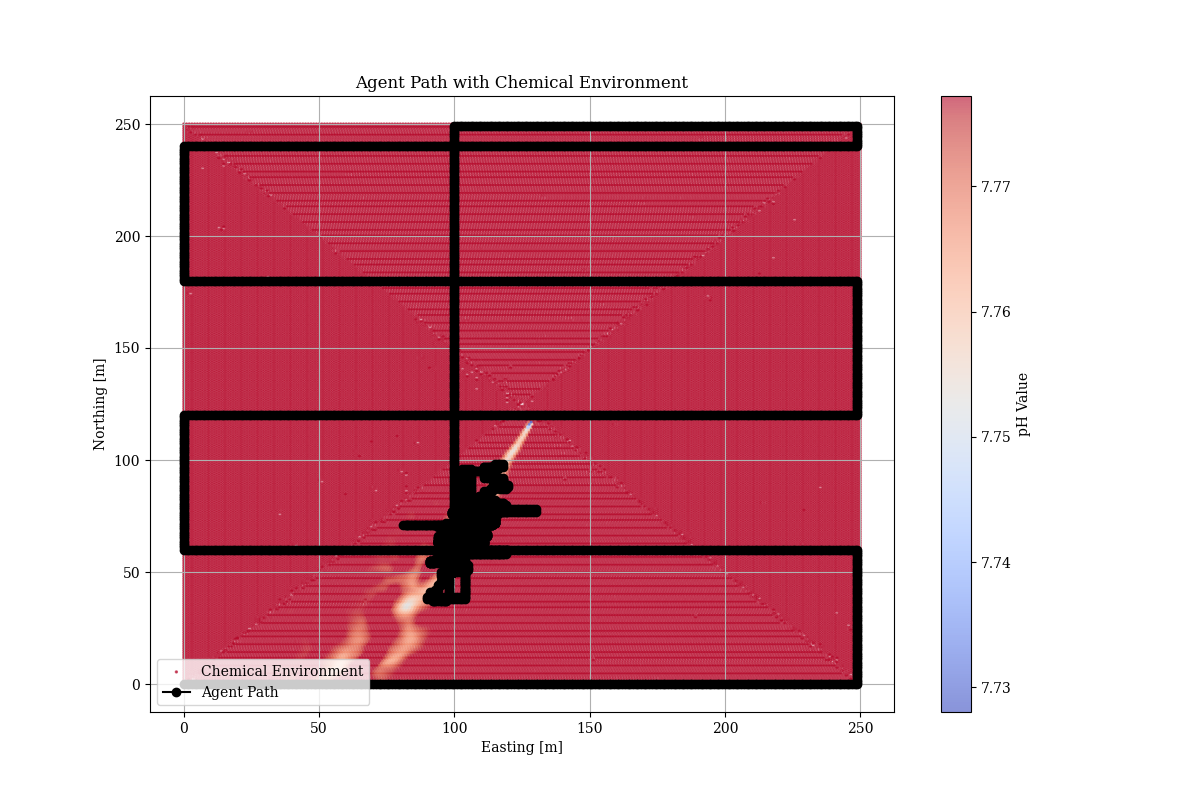 Agent Path with Chemical Environment
250
200
150
100
50
0
Northing [m]
0
50
100
150
200
250
Easting [m]
Chemical Environment
Agent Path
7.77
7.76
7.75
7.74
7.73
pH Value